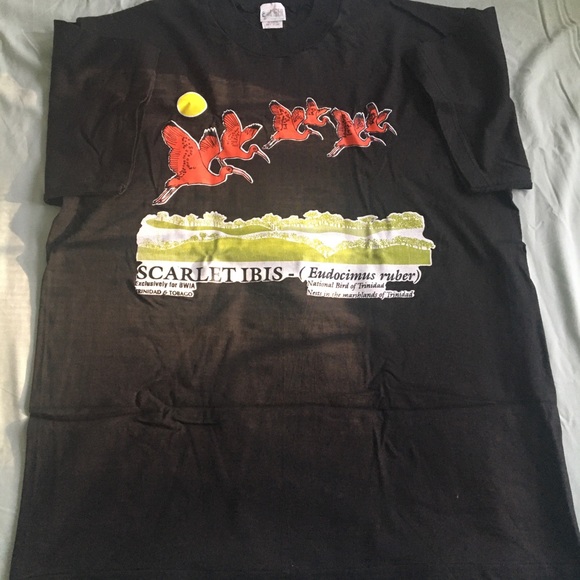 SCARLET IBIS - (Eudocimus ruber)
Exclusively for BWIA
TRINIDAD & TOBAGO
National Bird of Trinidad
Nests in the marshlands of Trinidad